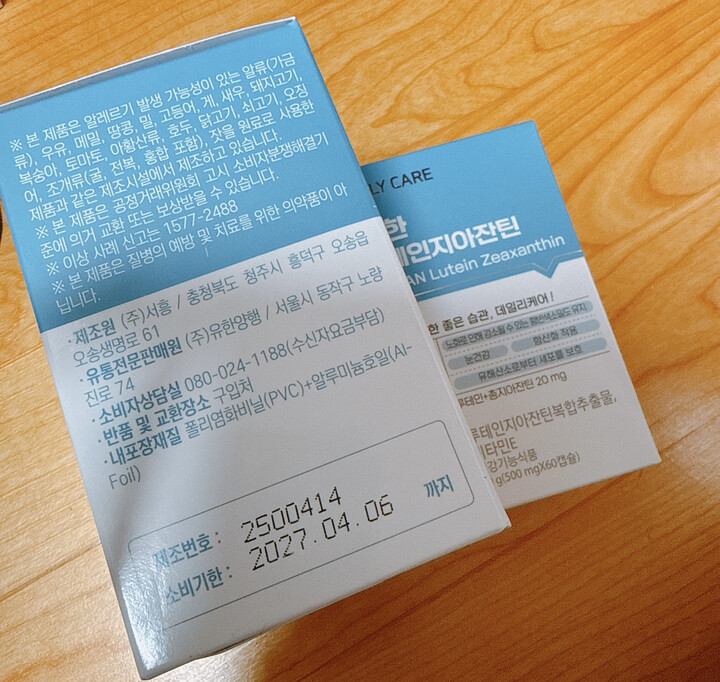 ※ 본 제품은 알레르기 발생 가능성이 있는 알류(가금
류), 우유, 메밀, 땅콩, 밀, 고등어, 게, 새우, 돼지고기,
복숭아, 토마토, 아황산류, 호두, 닭고기, 쇠고기, 오징
어, 조개류(굴, 전복, 홍합 포함), 잣을 원료로 사용한
제품과 같은 제조시설에서 제조하고 있습니다.
※ 본 제품은 공정거래위원회 고시 소비자분쟁해결기
준에 의거 교환 또는 보상받을 수 있습니다.
※ 이상 사례 신고는 1577-2488
※ 본 제품은 질병의 예방 및 치료를 위한 의약품이 아
닙니다.
· 제조원 (주)서흥 / 충청북도 청주시 흥덕구 오송읍
오송생명로 61
· 유통전문판매원 (주)유한양행 / 서울시 동작구 노량
진로 74
· 소비자상담실 080-024-1188(수신자요금부담)
· 반품 및 교환장소 구입처
· 내포장재질 폴리염화비닐(PVC)+알루미늄호일(Al-
Foil)
제조번호 : 2500414
소비기한 : 2027.04.06 까지
LY CARE
한
인지아잔틴
AN Lutein Zeaxanthin
한 좋은 습관, 데일리케어!
노화로 인해 감소될 수 있는 황반색소밀도 유지
눈건강
항산화 작용
유해산소로부터 세포를 보호
루테인+총지아잔틴 20 mg
루테인지아잔틴복합추출물,
비타민E
강기능식품
g(500 mgX60캡슐)